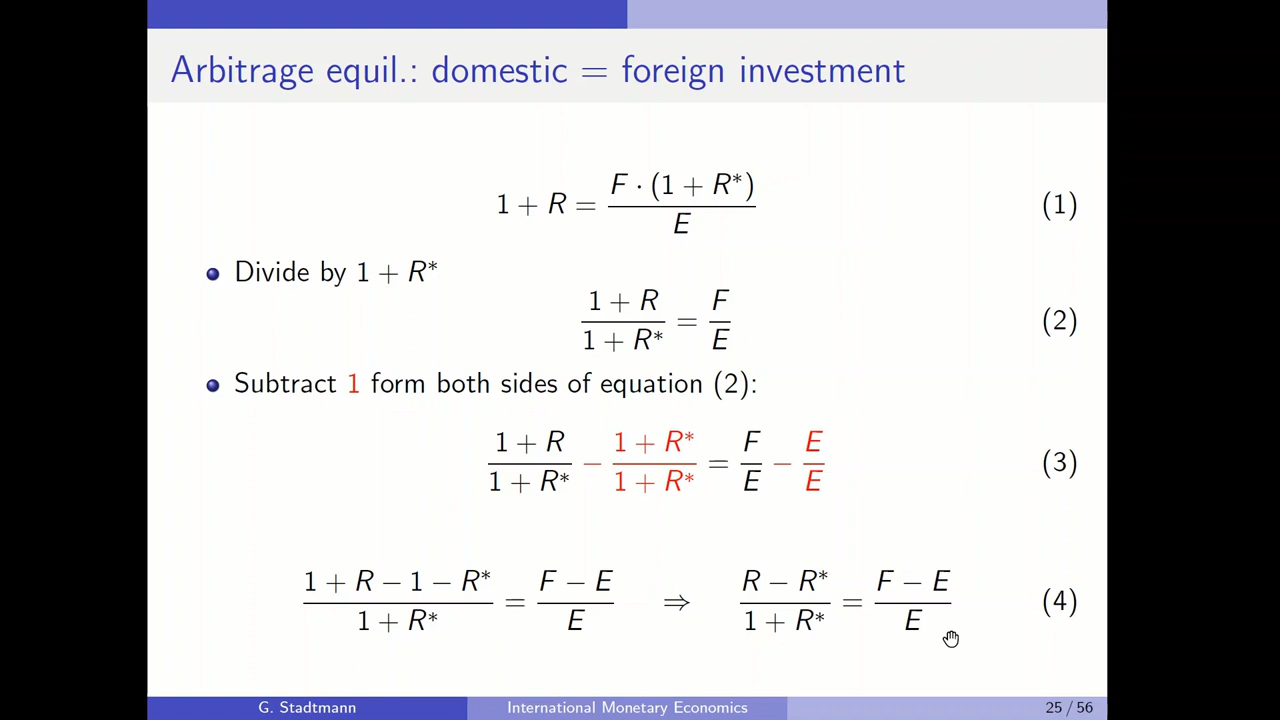 Arbitrage equil.: domestic = foreign investment
1 + R = F · (1 + R*) / E (1)
Divide by 1 + R*
(1 + R) / (1 + R*) = F / E (2)
Subtract 1 form both sides of equation (2):
(1 + R) / (1 + R*) − (1 + R*) / (1 + R*) = F / E − E / E (3)
(1 + R − 1 − R*) / (1 + R*) = (F − E) / E ⇒ (R − R*) / (1 + R*) = (F − E) / E (4)
G. Stadtmann International Monetary Economics 25 / 56